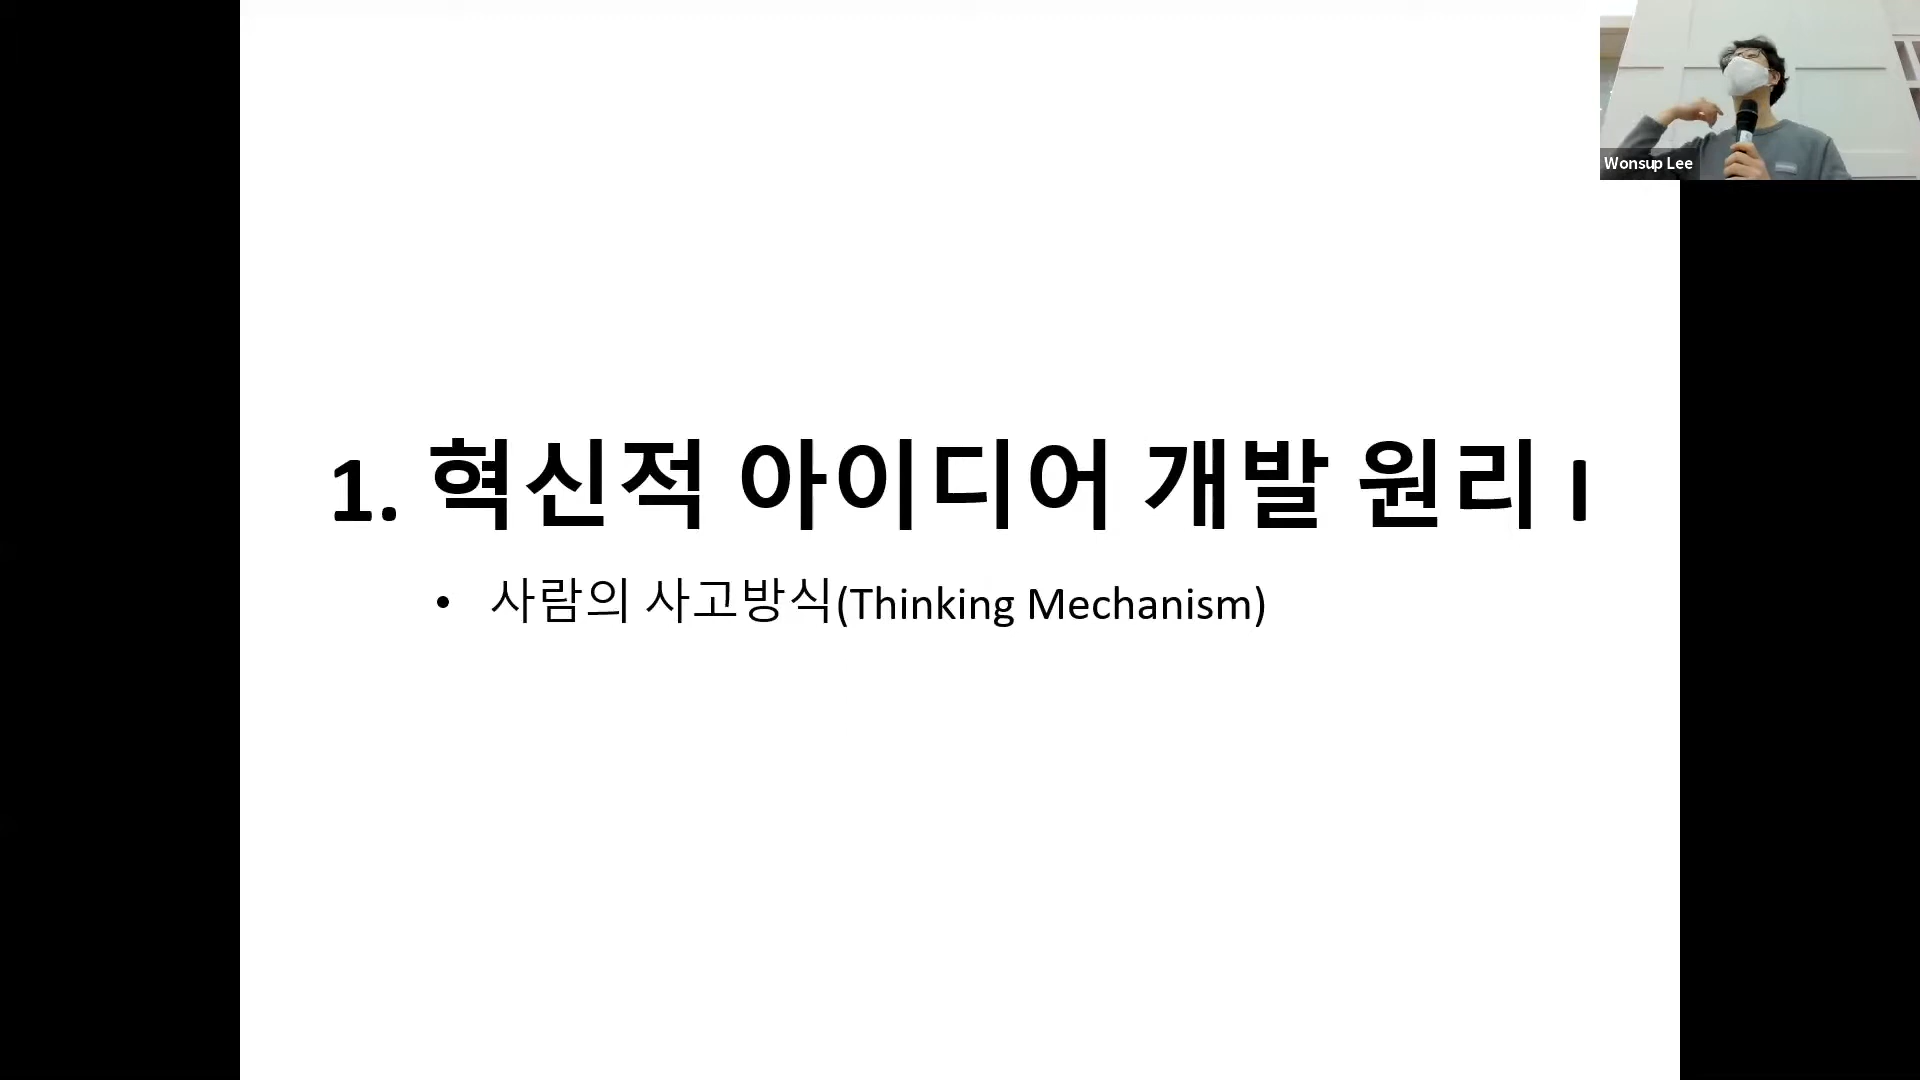 Wonsup Lee
1. 혁신적 아이디어 개발 원리 I
• 사람의 사고방식(Thinking Mechanism)